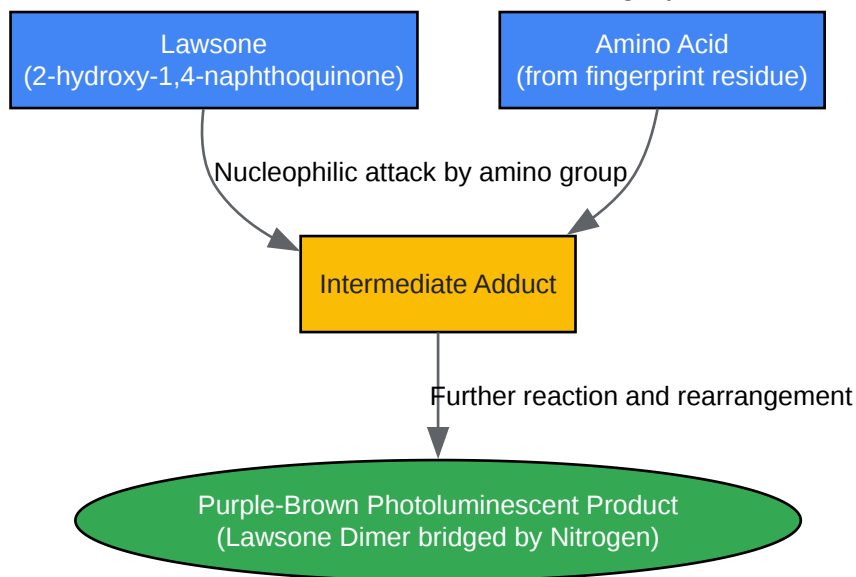 Lawsone
(2-hydroxy-1,4-naphthoquinone)
Amino Acid
(from fingerprint residue)
Nucleophilic attack by amino group
Intermediate Adduct
Further reaction and rearrangement
Purple-Brown Photoluminescent Product
(Lawsone Dimer bridged by Nitrogen)